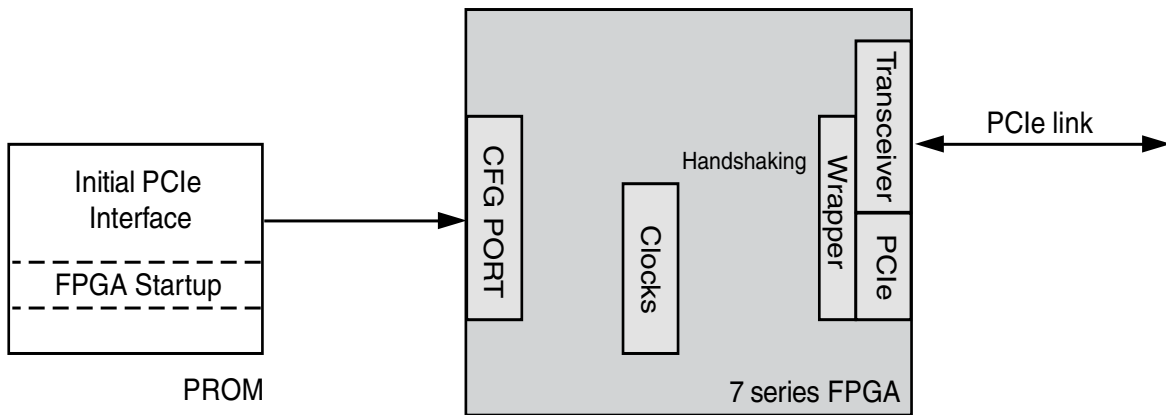 Initial PCIe
Interface
FPGA Startup
PROM
CFG PORT
Clocks
Handshaking
Wrapper
Transceiver
PCIe
PCIe link
7 series FPGA